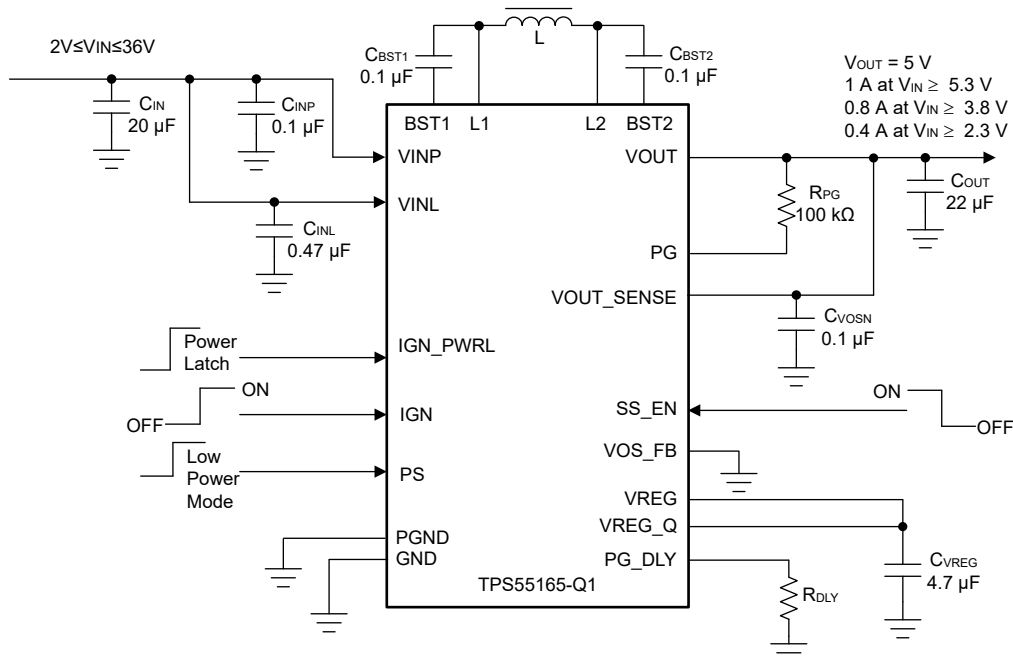 2V≤VIN≤36V
CIN
20 µF
CINP
0.1 µF
CINL
0.47 µF
CBST1
0.1 µF
L
CBST2
0.1 µF
VOUT = 5 V
1 A at VIN ≥ 5.3 V
0.8 A at VIN ≥ 3.8 V
0.4 A at VIN ≥ 2.3 V
BST1
L1
L2
BST2
VINP
VINL
IGN_PWRL
IGN
PS
PGND
GND
VOUT
PG
VOUT_SENSE
SS_EN
VOS_FB
VREG
VREG_Q
PG_DLY
TPS55165-Q1
RPG
100 kΩ
COUT
22 µF
CVOSN
0.1 µF
Power
Latch
ON
OFF
Low
Power
Mode
ON
OFF
CVREG
4.7 µF
RDLY